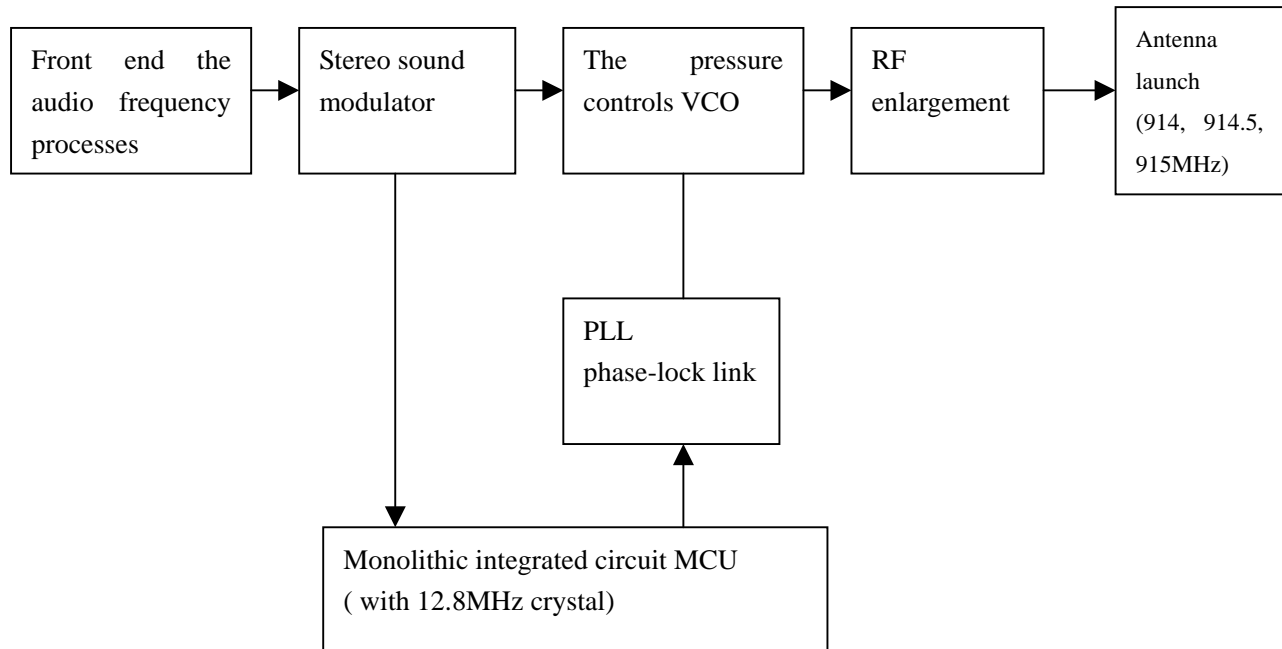 Front end the
audio frequency
processes
Stereo sound
modulator
The pressure
controls VCO
RF
enlargement
Antenna
launch
(914, 914.5,
915MHz)
PLL
phase-lock link
Monolithic integrated circuit MCU
( with 12.8MHz crystal)